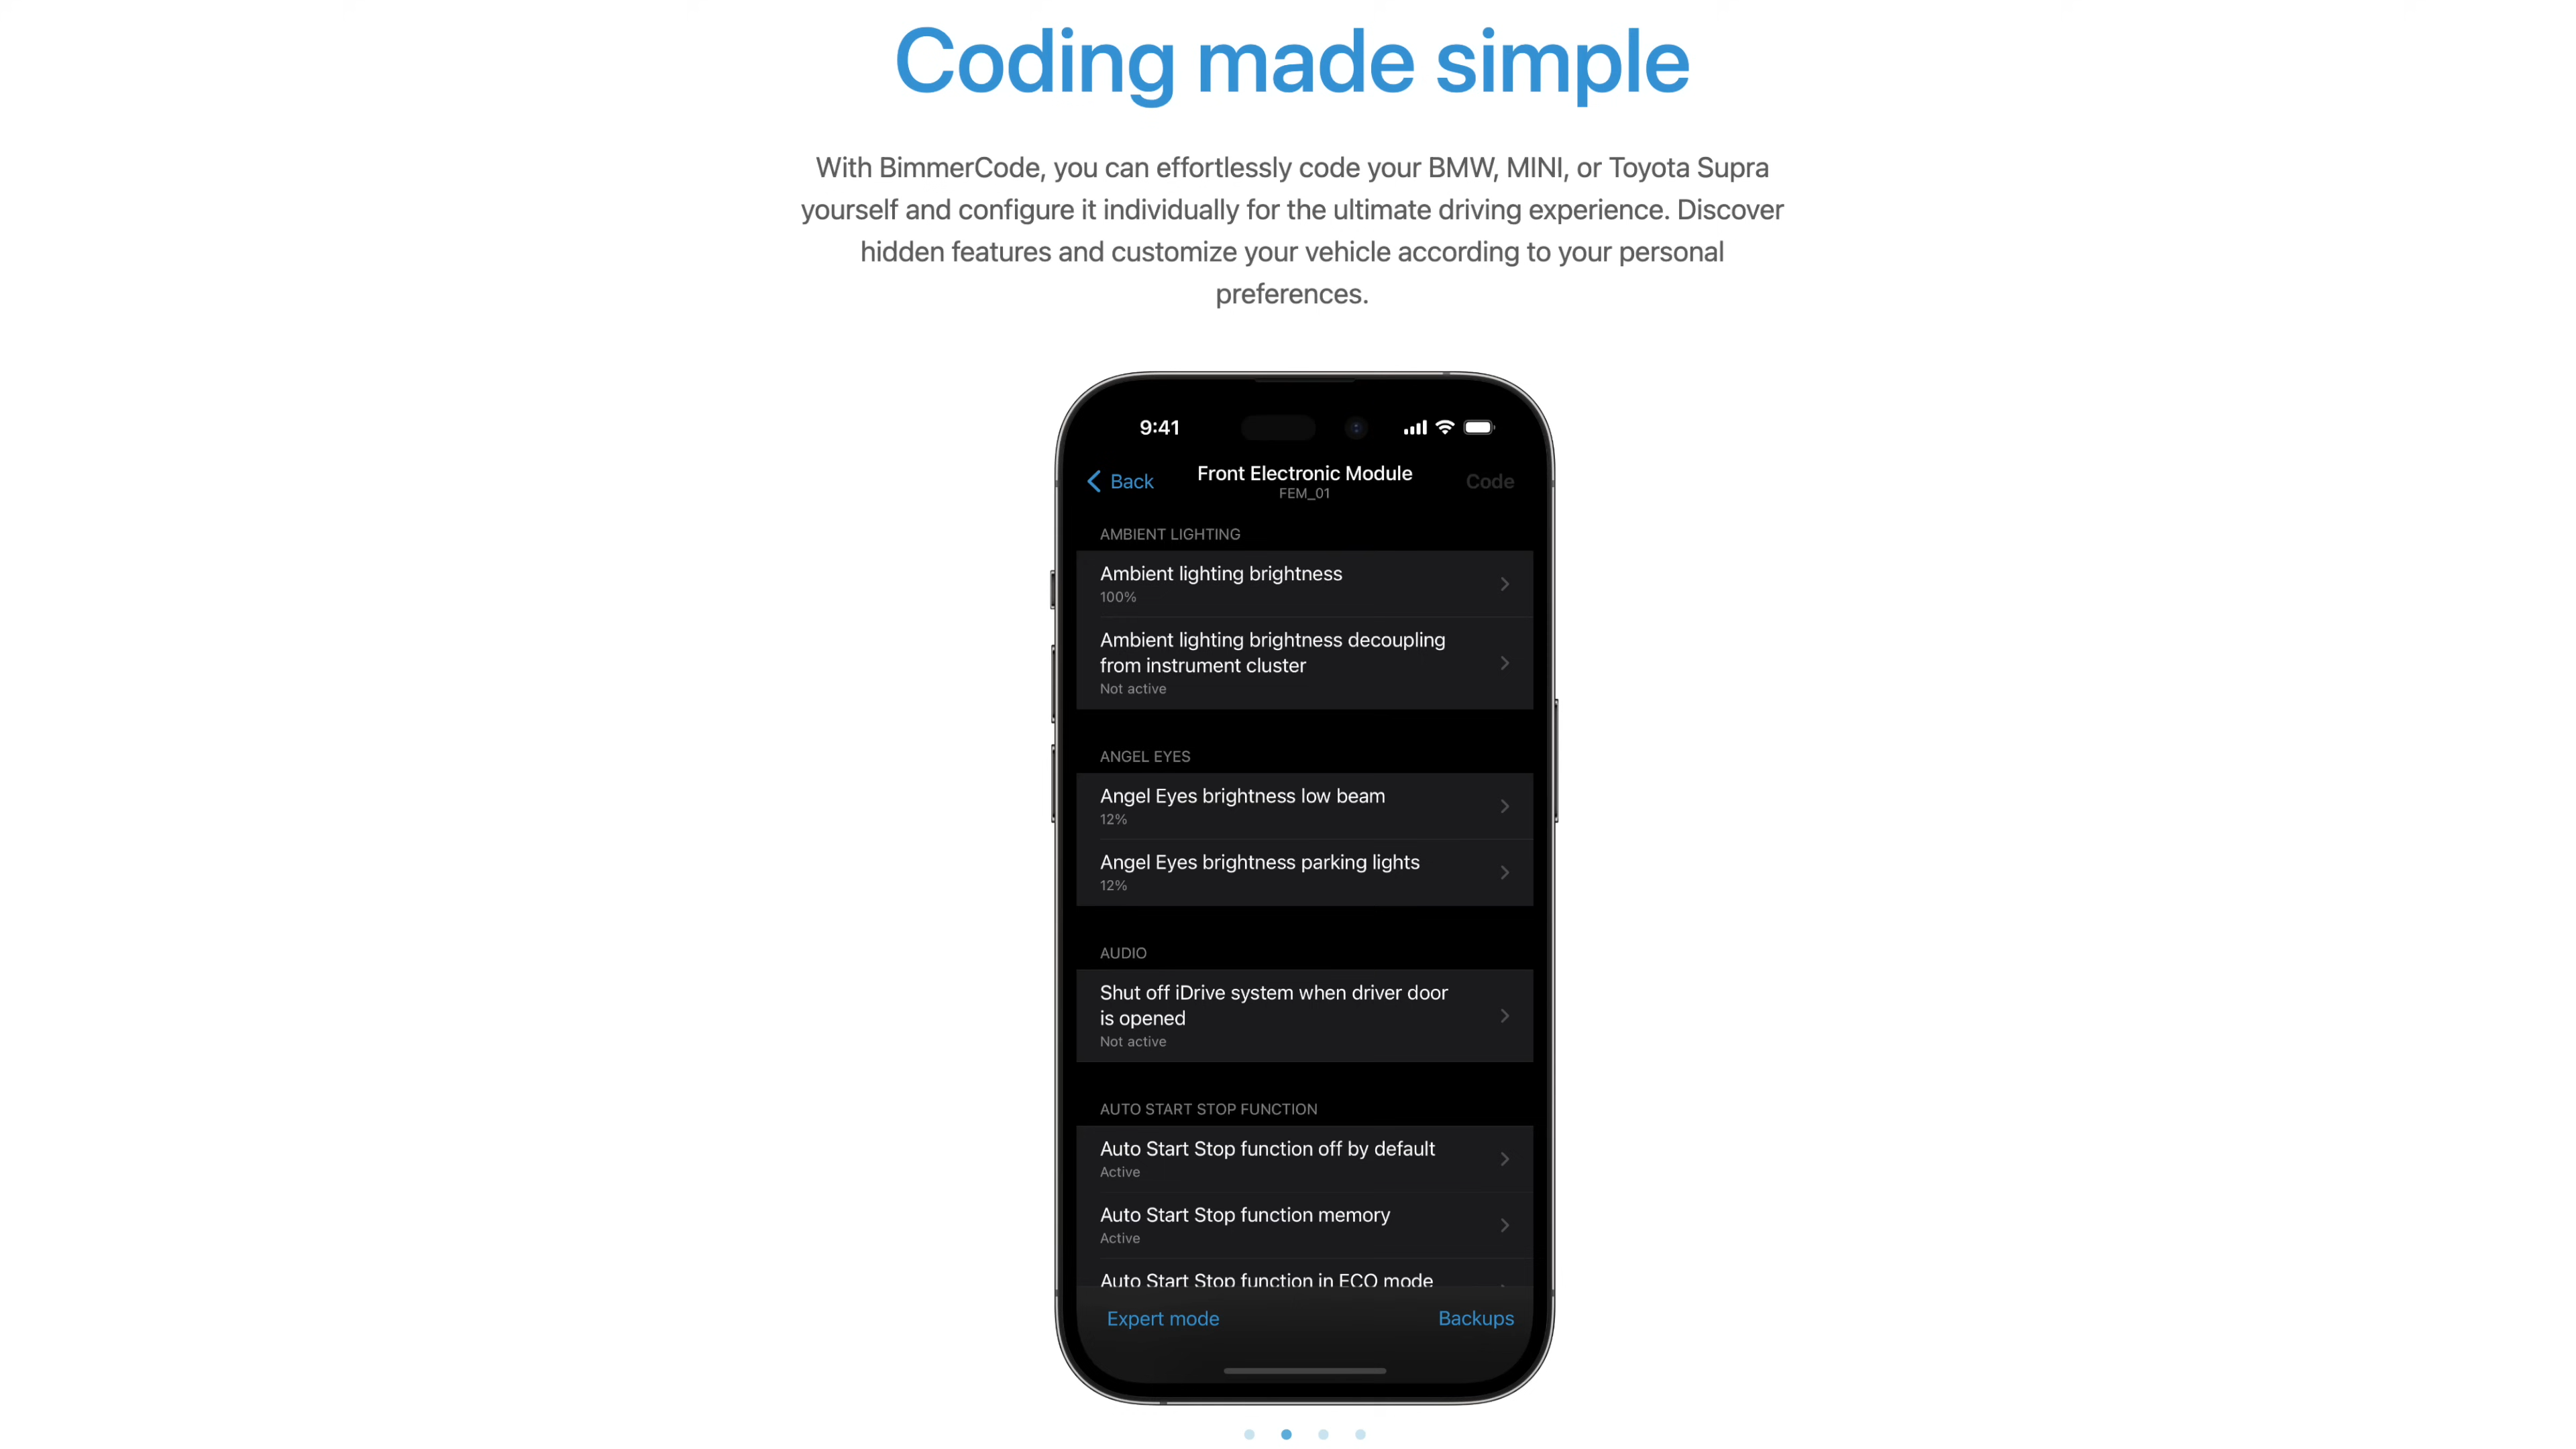 Coding made simple
With BimmerCode, you can effortlessly code your BMW, MINI, or Toyota Supra
yourself and configure it individually for the ultimate driving experience. Discover
hidden features and customize your vehicle according to your personal
preferences.
9:41
Back
Front Electronic Module
Code
FEM_01
AMBIENT LIGHTING
Ambient lighting brightness
100%
Ambient lighting brightness decoupling
from instrument cluster
Not active
ANGEL EYES
Angel Eyes brightness low beam
12%
Angel Eyes brightness parking lights
12%
AUDIO
Shut off iDrive system when driver door
is opened
Not active
AUTO START STOP FUNCTION
Auto Start Stop function off by default
Active
Auto Start Stop function memory
Active
Auto Start Stop function in ECO mode
Expert mode
Backups